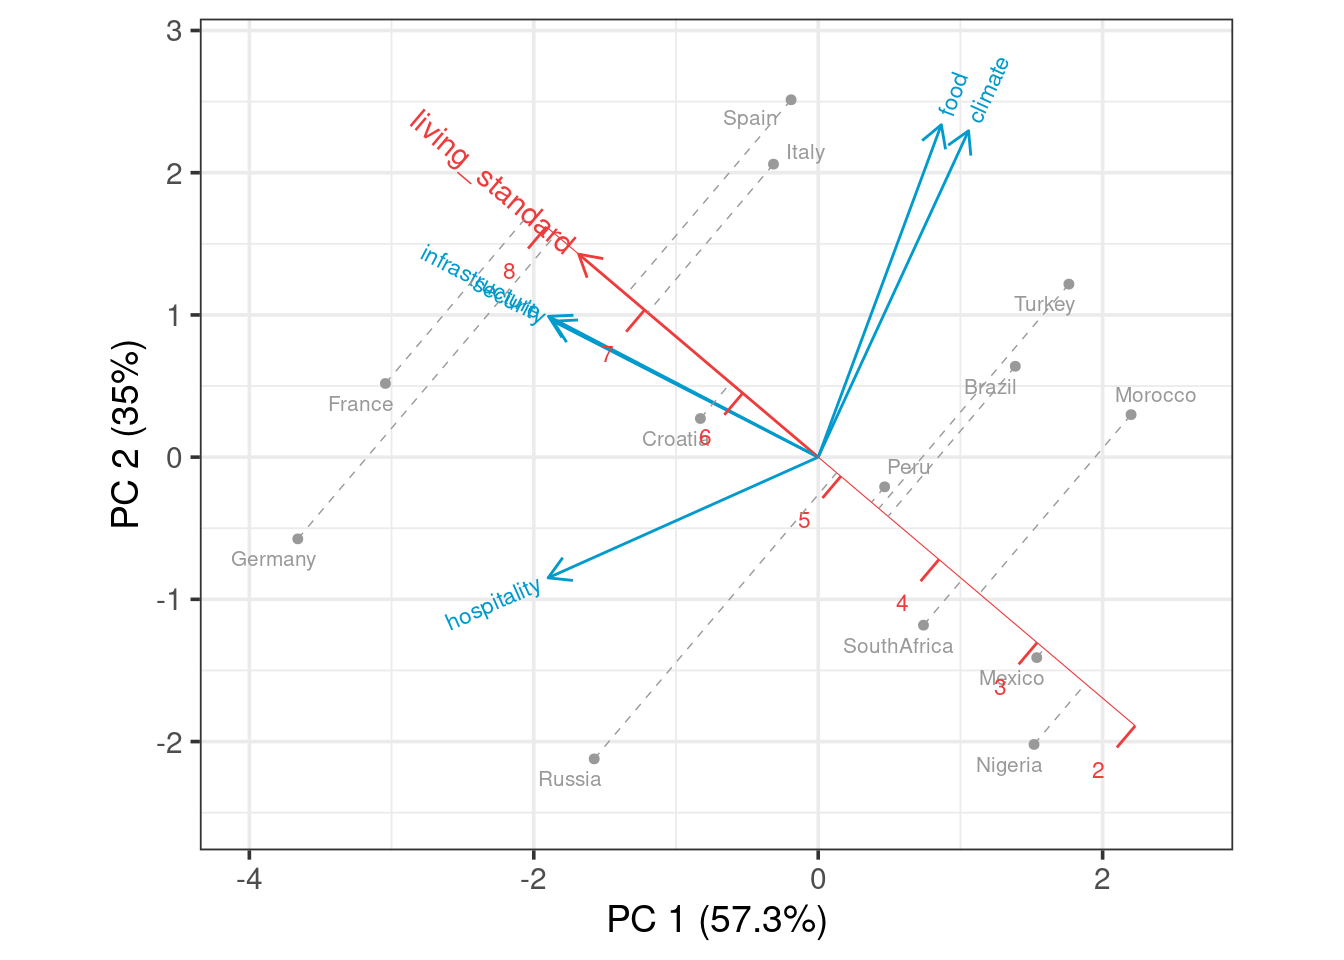 3
2
1
0
-1
-2
-4
-2
0
2
PC 2 (35%)
PC 1 (57.3%)
food
climate
living_standard
infrastructure
security
hospitality
Spain
Italy
Turkey
Brazil
Morocco
Peru
France
Croatia
Germany
SouthAfrica
Mexico
Nigeria
Russia
8
7
6
5
4
3
2